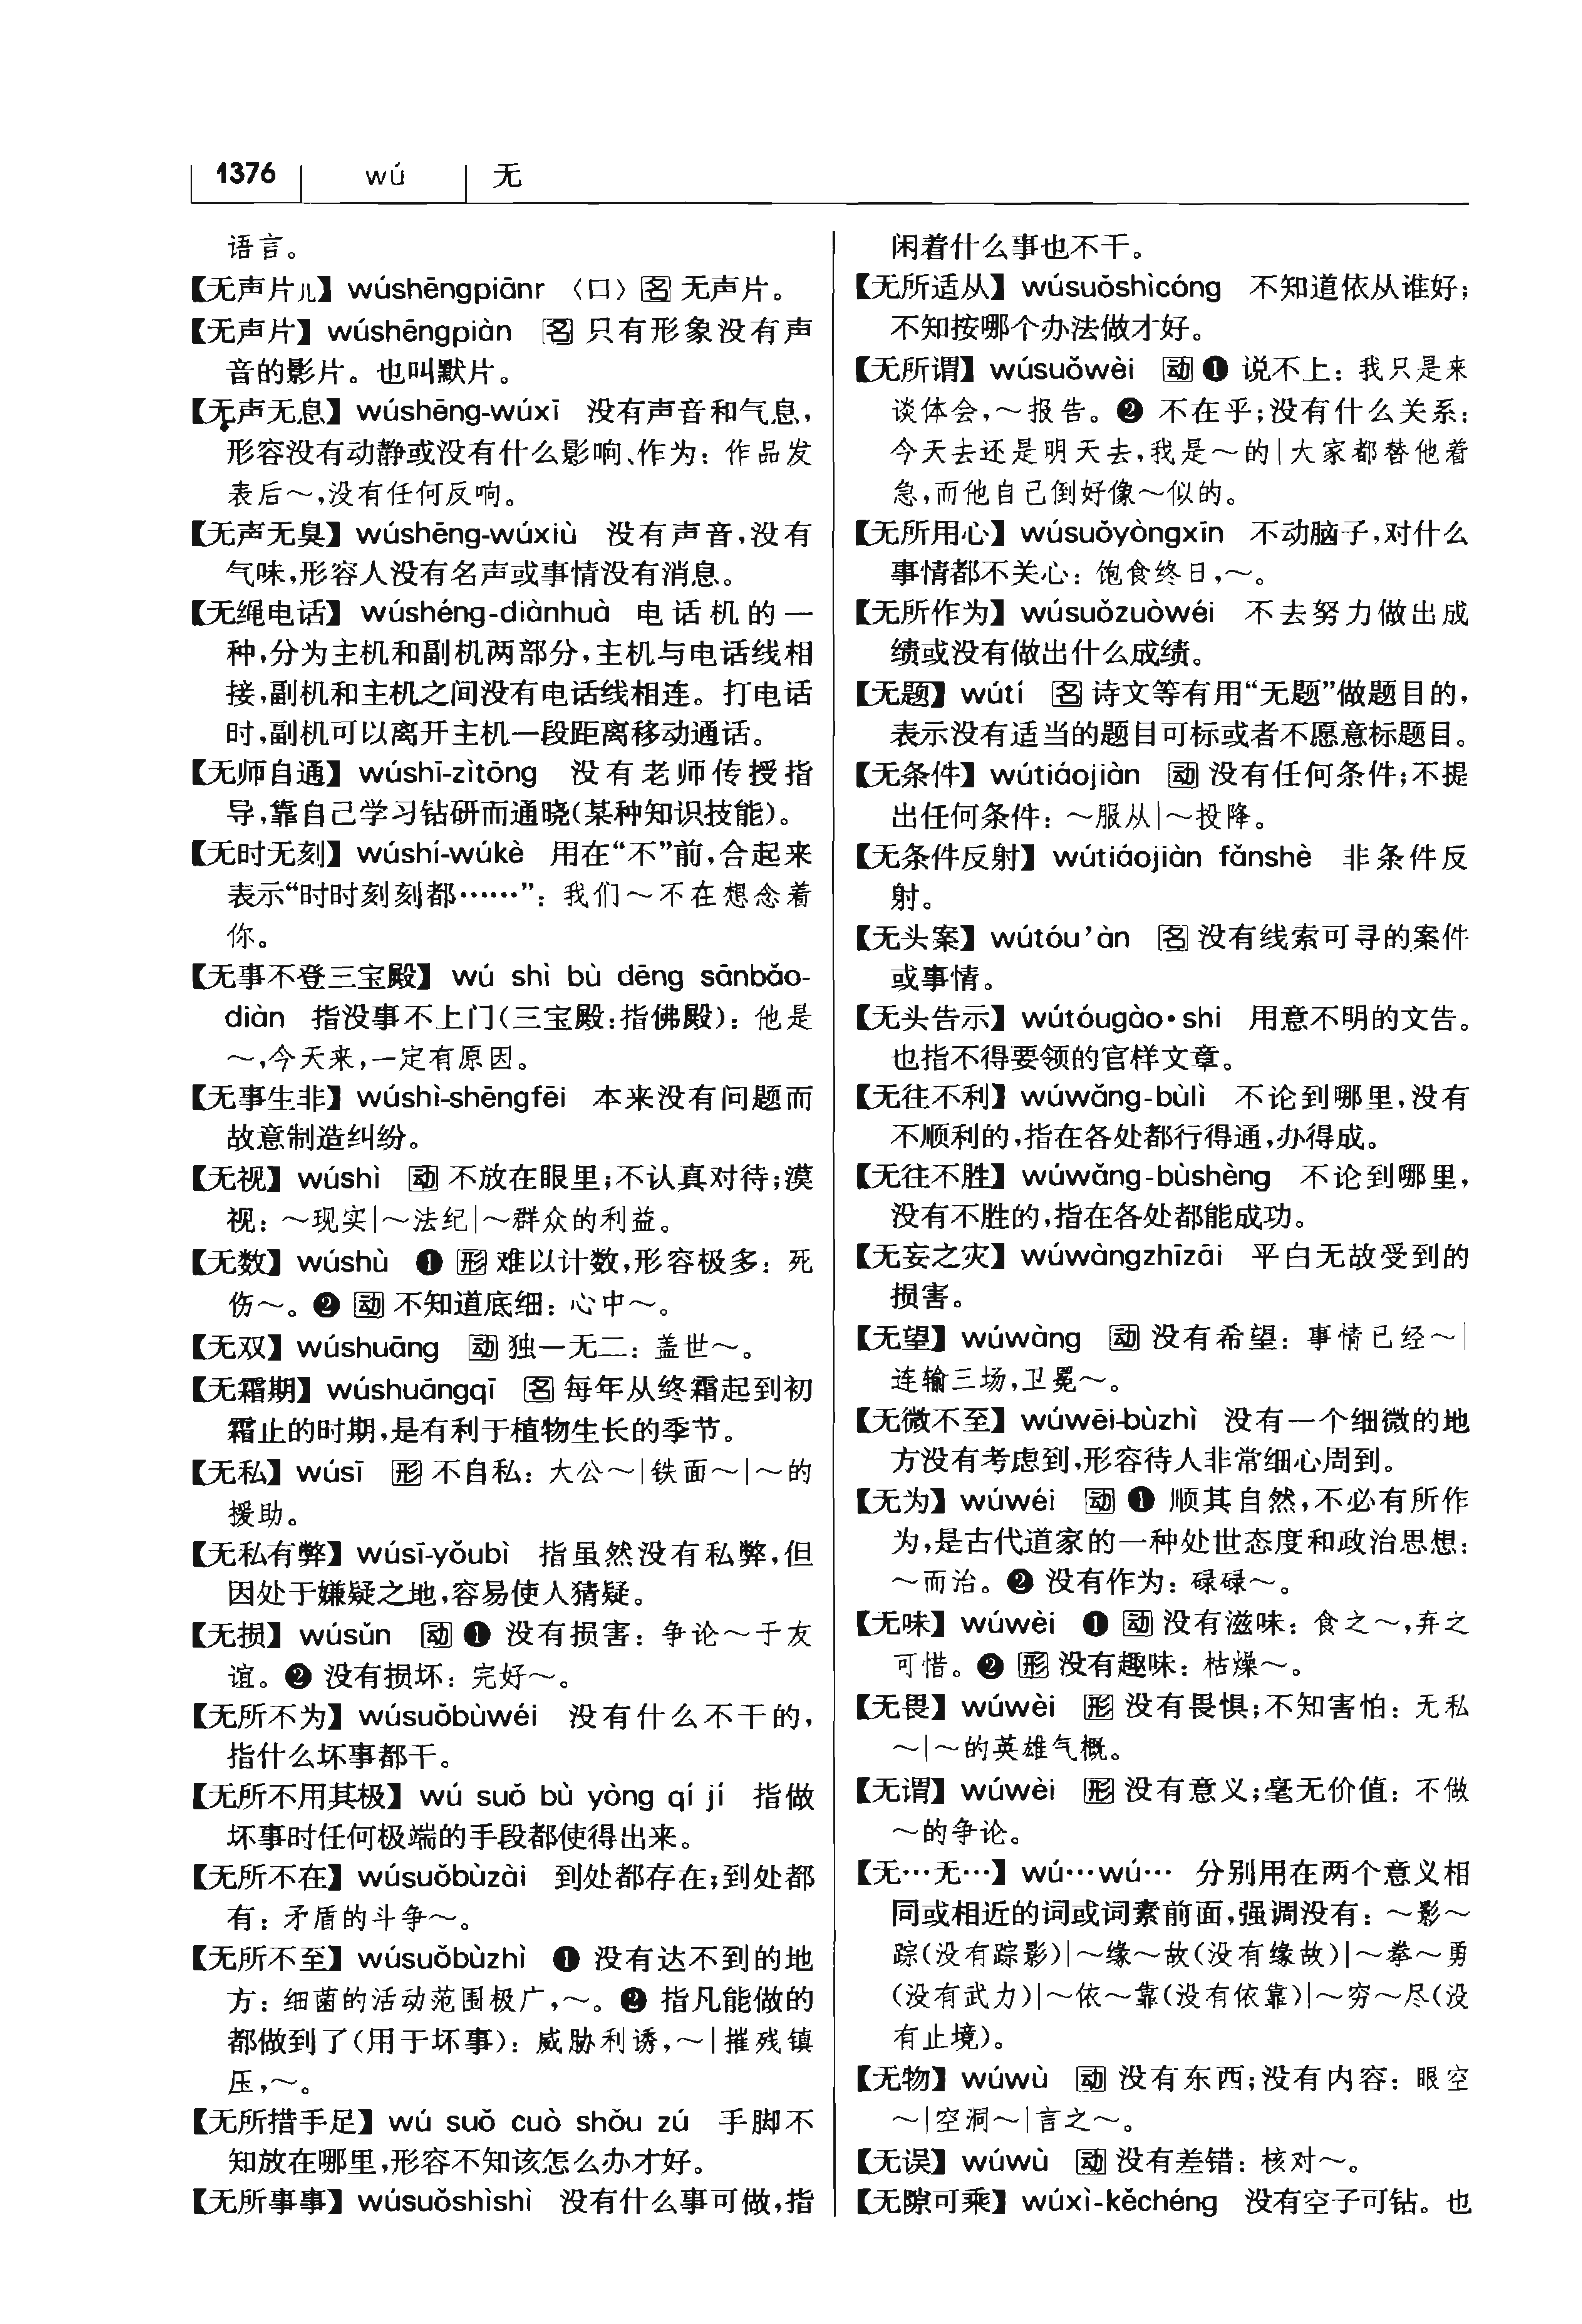 1376 wú 无
语言。
【无声片儿】 wúshēngpiānr 〈口〉 名 无声片。
【无声片】 wúshēngpiàn 名 只有形象没有声
音的影片。也叫默片。
【无声无息】 wúshēng-wúxī 没有声音和气息,
形容没有动静或没有什么影响、作为：作品发
表后～,没有任何反响。
【无声无臭】 wúshēng-wúxiù 没有声音,没有
气味,形容人没有名声或事情没有消息。
【无绳电话】 wúshéng-diànhuà 电话机的一
种,分为主机和副机两部分,主机与电话线相
接,副机和主机之间没有电话线相连。打电话
时,副机可以离开主机一段距离移动通话。
【无师自通】 wúshī-zìtōng 没有老师传授指
导,靠自己学习钻研而通晓(某种知识技能)。
【无时无刻】 wúshí-wúkè 用在“不”前,合起来
表示“时时刻刻都……”：我们～不在想念着
你。
【无事不登三宝殿】 wú shì bù dēng sānbǎo-
diàn 指没事不上门(三宝殿:指佛殿)：他是
～,今天来,一定有原因。
【无事生非】 wúshì-shēngfēi 本来没有问题而
故意制造纠纷。
【无视】 wúshì 动 不放在眼里;不认真对待;漠
视：～现实|～法纪|～群众的利益。
【无数】 wúshù ❶ 形 难以计数,形容极多：死
伤～。❷ 动 不知道底细：心中～。
【无双】 wúshuāng 动 独一无二：盖世～。
【无霜期】 wúshuāngqī 名 每年从终霜起到初
霜止的时期,是有利于植物生长的季节。
【无私】 wúsī 形 不自私：大公～|铁面～|～的
援助。
【无私有弊】 wúsī-yǒubì 指虽然没有私弊,但
因处于嫌疑之地,容易使人猜疑。
【无损】 wúsǔn 动 ❶ 没有损害：争论～于友
谊。❷ 没有损坏：完好～。
【无所不为】 wúsuǒbùwéi 没有什么不干的,
指什么坏事都干。
【无所不用其极】 wú suǒ bù yòng qí jí 指做
坏事时任何极端的手段都使得出来。
【无所不在】 wúsuǒbùzài 到处都存在;到处都
有：矛盾的斗争～。
【无所不至】 wúsuǒbùzhì ❶ 没有达不到的地
方：细菌的活动范围极广,～。❷ 指凡能做的
都做到了(用于坏事)：威胁利诱,～|摧残镇
压,～。
【无所措手足】 wú suǒ cuò shǒu zú 手脚不
知放在哪里,形容不知该怎么办才好。
【无所事事】 wúsuǒshìshì 没有什么事可做,指
闲着什么事也不干。
【无所适从】 wúsuǒshìcóng 不知道依从谁好;
不知按哪个办法做才好。
【无所谓】 wúsuǒwèi 动 ❶ 说不上：我只是来
谈体会,～报告。❷ 不在乎;没有什么关系：
今天去还是明天去,我是～的|大家都替他着
急,而他自己倒好像～似的。
【无所用心】 wúsuǒyòngxīn 不动脑子,对什么
事情都不关心：饱食终日,～。
【无所作为】 wúsuǒzuòwéi 不去努力做出成
绩或没有做出什么成绩。
【无题】 wútí 名 诗文等有用“无题”做题目的,
表示没有适当的题目可标或者不愿意标题目。
【无条件】 wútiáojiàn 动 没有任何条件;不提
出任何条件：～服从|～投降。
【无条件反射】 wútiáojiàn fǎnshè 非条件反
射。
【无头案】 wútóu’àn 名 没有线索可寻的案件
或事情。
【无头告示】 wútóugào·shi 用意不明的文告。
也指不得要领的官样文章。
【无往不利】 wúwǎng-bùlì 不论到哪里,没有
不顺利的,指在各处都行得通,办得成。
【无往不胜】 wúwǎng-bùshèng 不论到哪里,
没有不胜的,指在各处都能成功。
【无妄之灾】 wúwàngzhīzāi 平白无故受到的
损害。
【无望】 wúwàng 动 没有希望：事情已经～|
连输三场,卫冕～。
【无微不至】 wúwēi-bùzhì 没有一个细微的地
方没有考虑到,形容待人非常细心周到。
【无为】 wúwéi 动 ❶ 顺其自然,不必有所作
为,是古代道家的一种处世态度和政治思想：
～而治。❷ 没有作为：碌碌～。
【无味】 wúwèi ❶ 动 没有滋味：食之～,弃之
可惜。❷ 形 没有趣味：枯燥～。
【无畏】 wúwèi 形 没有畏惧;不知害怕：无私
～|～的英雄气概。
【无谓】 wúwèi 形 没有意义;毫无价值：不做
～的争论。
【无…无…】 wú…wú… 分别用在两个意义相
同或相近的词或词素前面,强调没有：～影～
踪(没有踪影)|～缘～故(没有缘故)|～拳～勇
(没有武力)|～依～靠(没有依靠)|～穷～尽(没
有止境)。
【无物】 wúwù 动 没有东西;没有内容：眼空
～|空洞～|言之～。
【无误】 wúwù 动 没有差错：核对～。
【无隙可乘】 wúxì-kěchéng 没有空子可钻。也